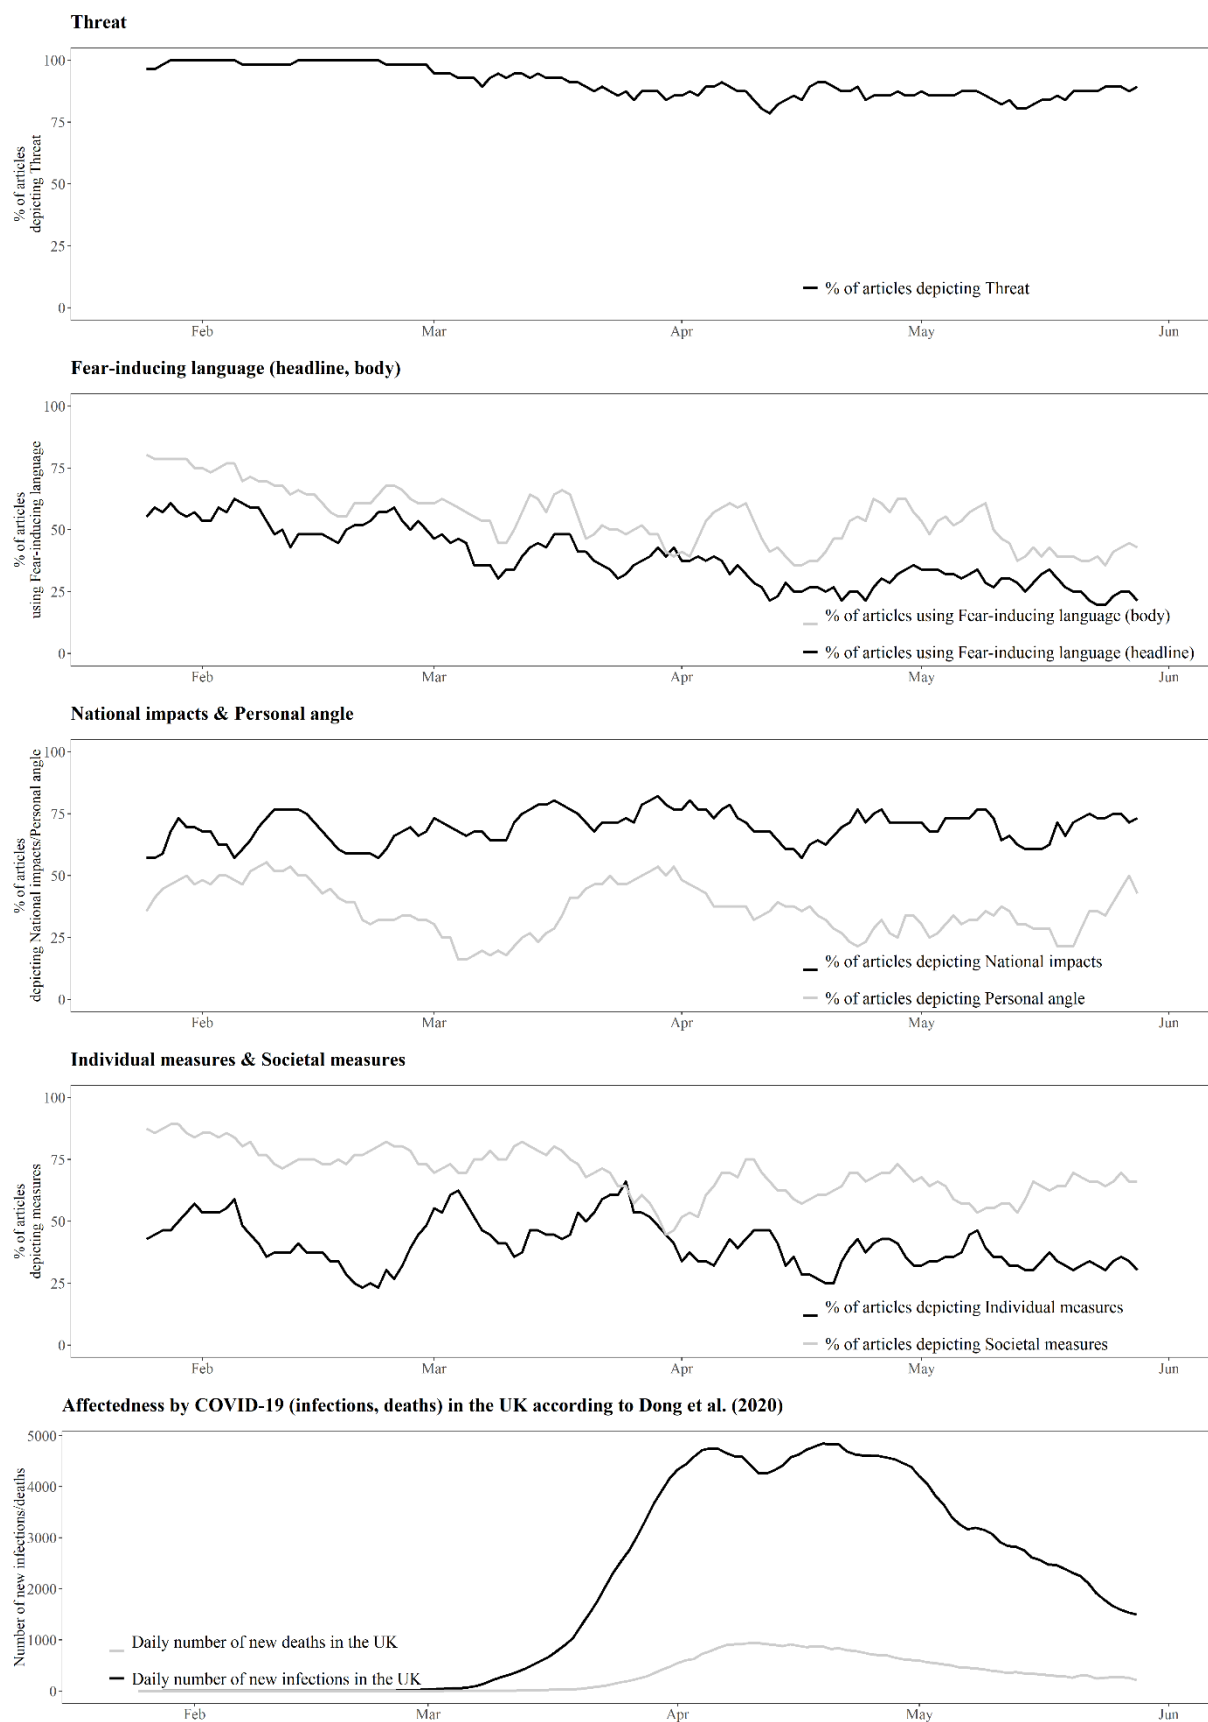 Threat
% of articles
depicting Threat
100
75
50
25
0
% of articles depicting Threat
Feb Mar Apr May Jun
Fear-inducing language (headline, body)
% of articles
using Fear-inducing language
100
75
50
25
0
% of articles using Fear-inducing language (body)
% of articles using Fear-inducing language (headline)
Feb Mar Apr May Jun
National impacts & Personal angle
% of articles
depicting National impacts/Personal angle
100
75
50
25
0
% of articles depicting National impacts
% of articles depicting Personal angle
Feb Mar Apr May Jun
Individual measures & Societal measures
% of articles
depicting measures
100
75
50
25
0
% of articles depicting Individual measures
% of articles depicting Societal measures
Feb Mar Apr May Jun
Affectedness by COVID-19 (infections, deaths) in the UK according to Dong et al. (2020)
Number of new infections/deaths
5000
4000
3000
2000
1000
0
Daily number of new deaths in the UK
Daily number of new infections in the UK
Feb Mar Apr May Jun